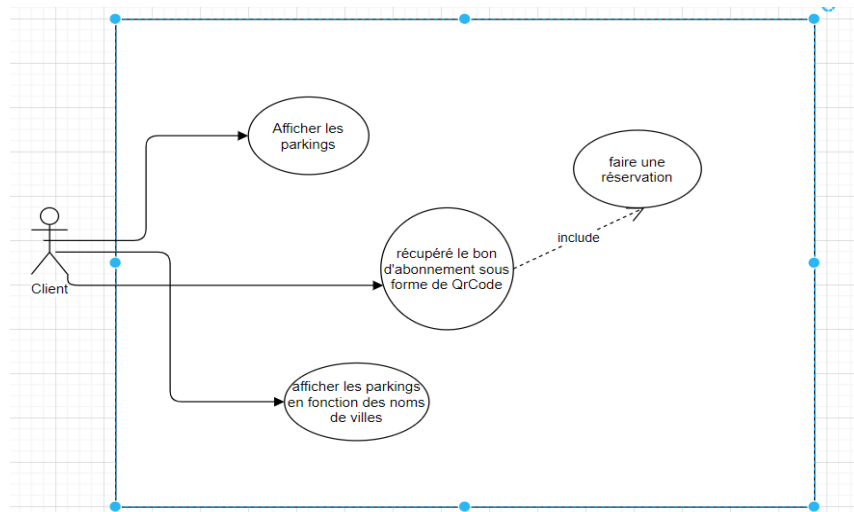 Afficher les
parkings
faire une
réservation
include
récupéré le bon
d'abonnement sous
forme de QrCode
Client
afficher les parkings
en fonction des noms
de villes